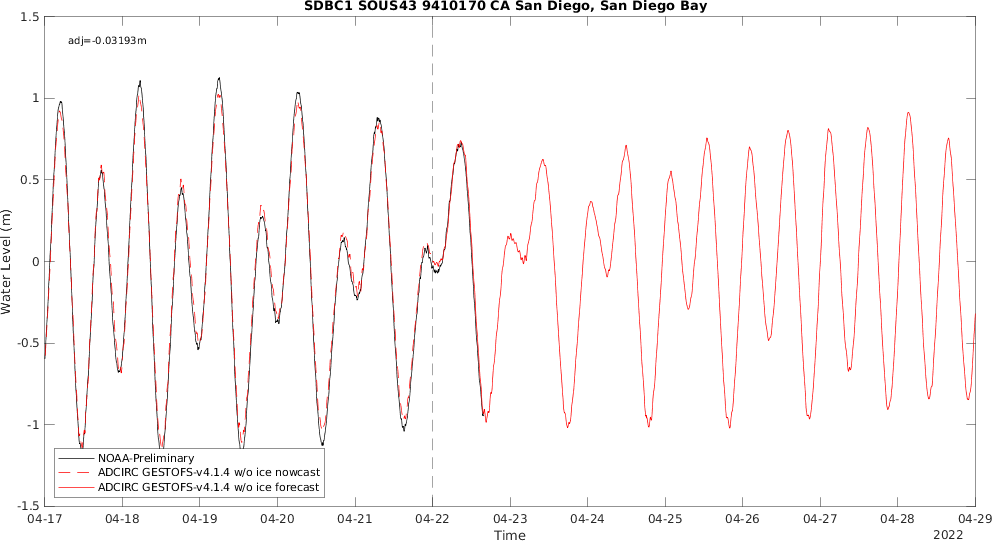 SDBC1 SOUS43 9410170 CA San Diego, San Diego Bay
adj=-0.03193m
1.5
1
0.5
0
-0.5
-1
-1.5
Water Level (m)
NOAA-Preliminary
ADCIRC GESTOFS-v4.1.4 w/o ice nowcast
ADCIRC GESTOFS-v4.1.4 w/o ice forecast
04-17 04-18 04-19 04-20 04-21 04-22 04-23 04-24 04-25 04-26 04-27 04-28 04-29
Time
2022